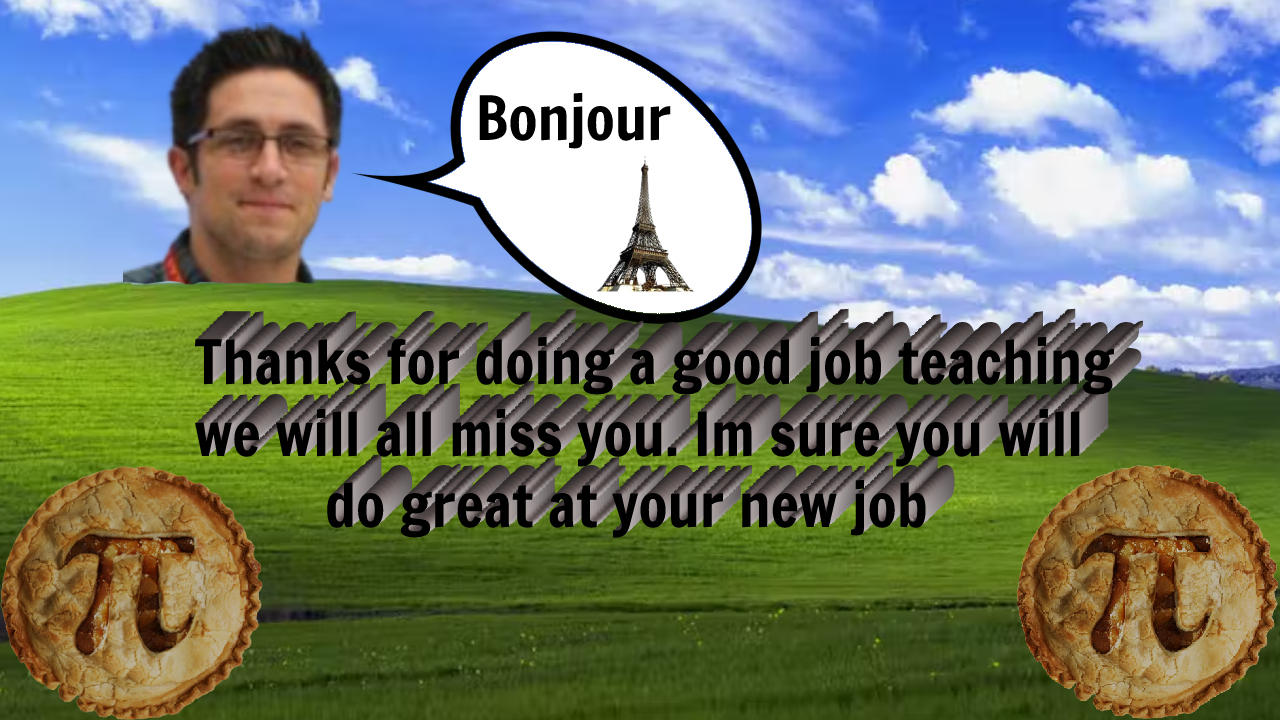 Bonjour
Thanks for doing a good job teaching
we will all miss you. Im sure you will
do great at your new job
π
π